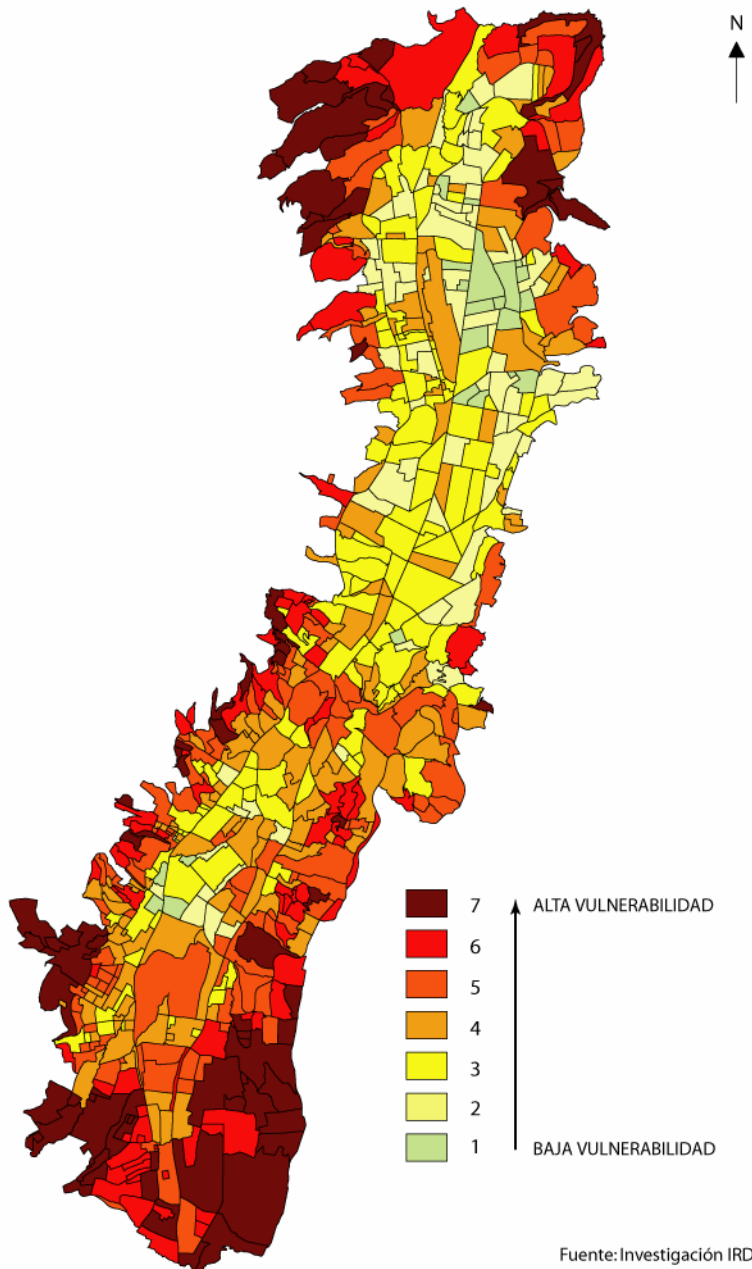 N
7 ALTA VULNERABILIDAD
6
5
4
3
2
1 BAJA VULNERABILIDAD
Fuente: Investigación IRD